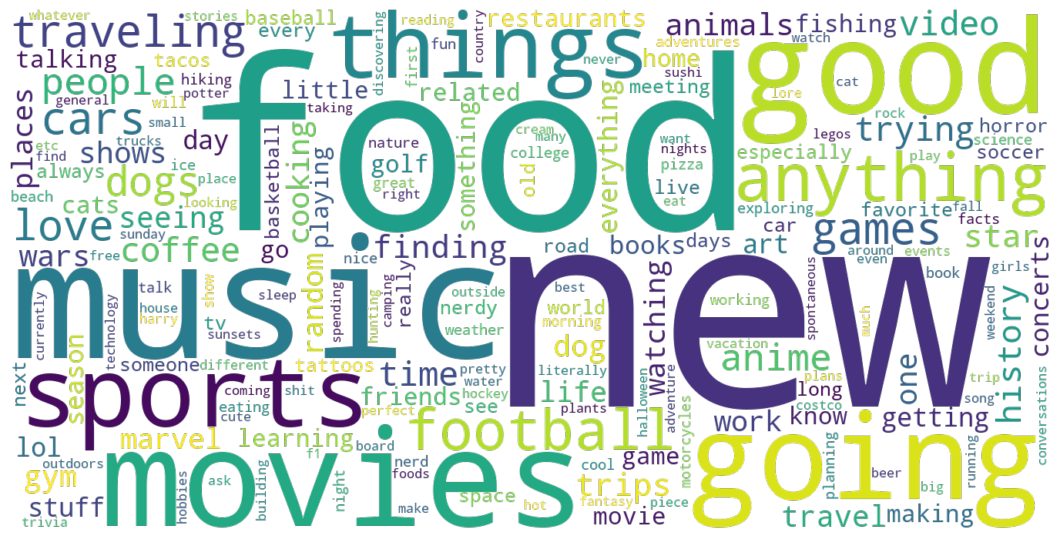 whatever
stories
reading
restaurants
animals
fishing
video
traveling
baseball
every
things
good
talking
tacos
fun
country
discovering
adventures
home
watch
people
hiking
potter
little
first
never
sushi
meeting
cat
lore
general
will
taking
related
cars
small
day
cream
many
college
want
nights
legos
rock
trying
horror
science
places
etc
trucks
food
nature
golf
something
everything
pizza
especially
soccer
find
shows
always
ice
basketball
playing
great
right
old
live
eat
play
anything
beach
dogs
place
looking
cooking
cats
love
seeing
sunday
exploring
favorite
fall
facts
car
wars
free
coffee
go
nice
finding
road
books
days
art
games
star
music
new
around
even
events
book
girls
currently
talk
house
harry
technology
show
tv
sunsets
sleep
random
spending
hunting
camping
really
outside
nerdy
weather
best
world
morning
watching
working
vacation
spontaneous
much
weekend
history
concerts
conversations
next
season
someone
different
tattoos
time
pretty
water
literally
dog
anime
plans
one
trip
song
sports
coming
shit
eating
cute
friends
perfect
hockey
see
life
plants
halloween
adventure
costco
long
know
getting
lol
marvel
learning
football
motorcycles
work
going
outdoors
gym
movies
f1
board
nerd
foods
cool
game
space
trips
planning
beer
running
stuff
trivia
hobbies
ask
building
night
make
hot
fantasy
piece
movie
travel
making
big